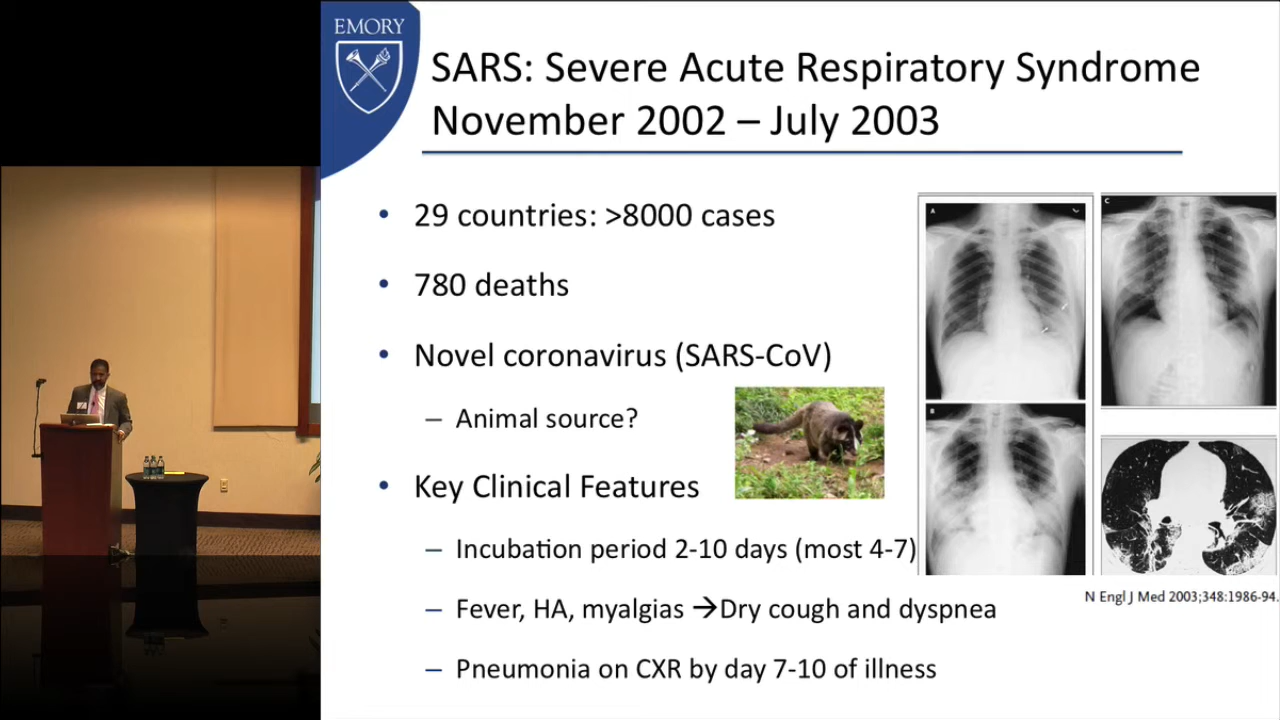 EMORY
SARS: Severe Acute Respiratory Syndrome
November 2002 – July 2003
• 29 countries: >8000 cases
• 780 deaths
• Novel coronavirus (SARS-CoV)
– Animal source?
• Key Clinical Features
– Incubation period 2-10 days (most 4-7)
– Fever, HA, myalgias →Dry cough and dyspnea
– Pneumonia on CXR by day 7-10 of illness
A
C
B
N Engl J Med 2003;348:1986-94.